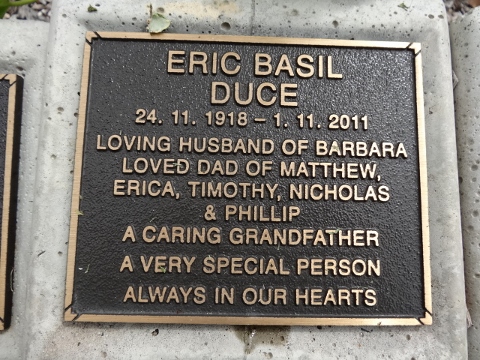 ERIC BASIL
DUCE
24. 11. 1918 – 1. 11. 2011
LOVING HUSBAND OF BARBARA
LOVED DAD OF MATTHEW,
ERICA, TIMOTHY, NICHOLAS
& PHILLIP
A CARING GRANDFATHER
A VERY SPECIAL PERSON
ALWAYS IN OUR HEARTS